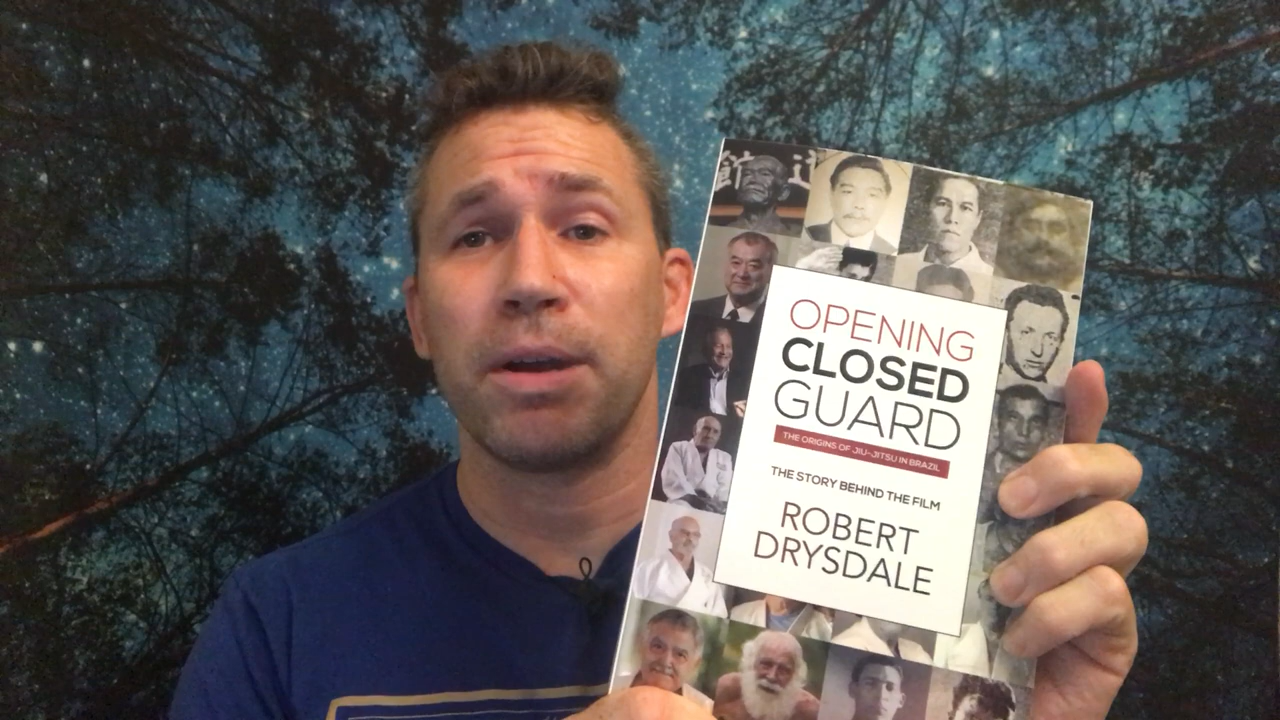 OPENING
CLOSED
GUARD
THE ORIGINS OF JIU-JITSU IN BRAZIL
THE STORY BEHIND THE FILM
ROBERT
DRYSDALE